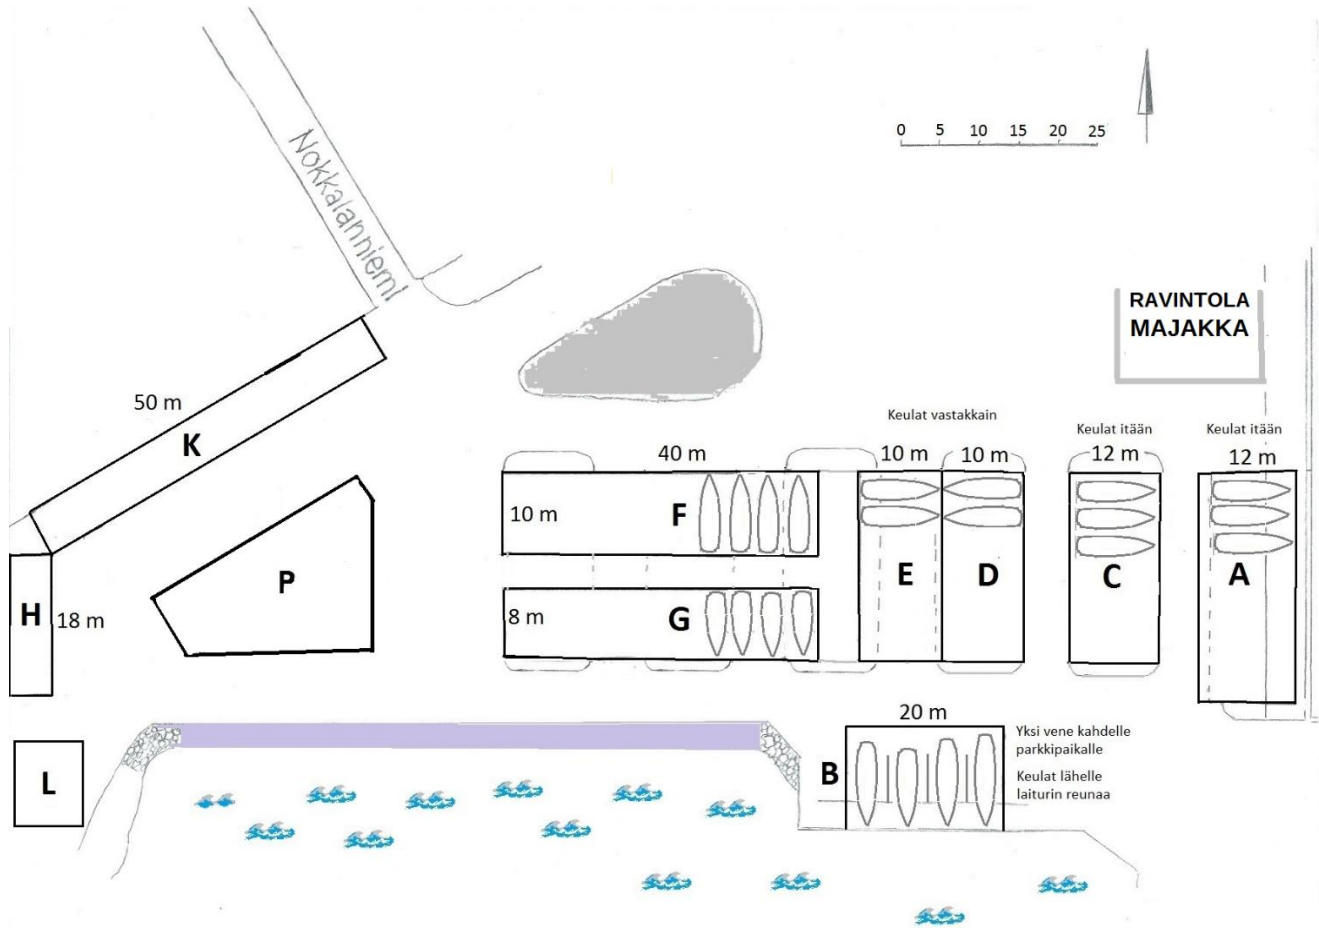 Nokkalanniemi
0 5 10 15 20 25
RAVINTOLA
MAJAKKA
50 m
K
Keulat vastakkain
Keulat itään
Keulat itään
40 m
10 m
10 m
12 m
12 m
10 m
F
P
E
D
C
A
H
18 m
8 m
G
20 m
Yksi vene kahdelle
parkkipaikalle
B
Keulat lähelle
laiturin reunaa
L